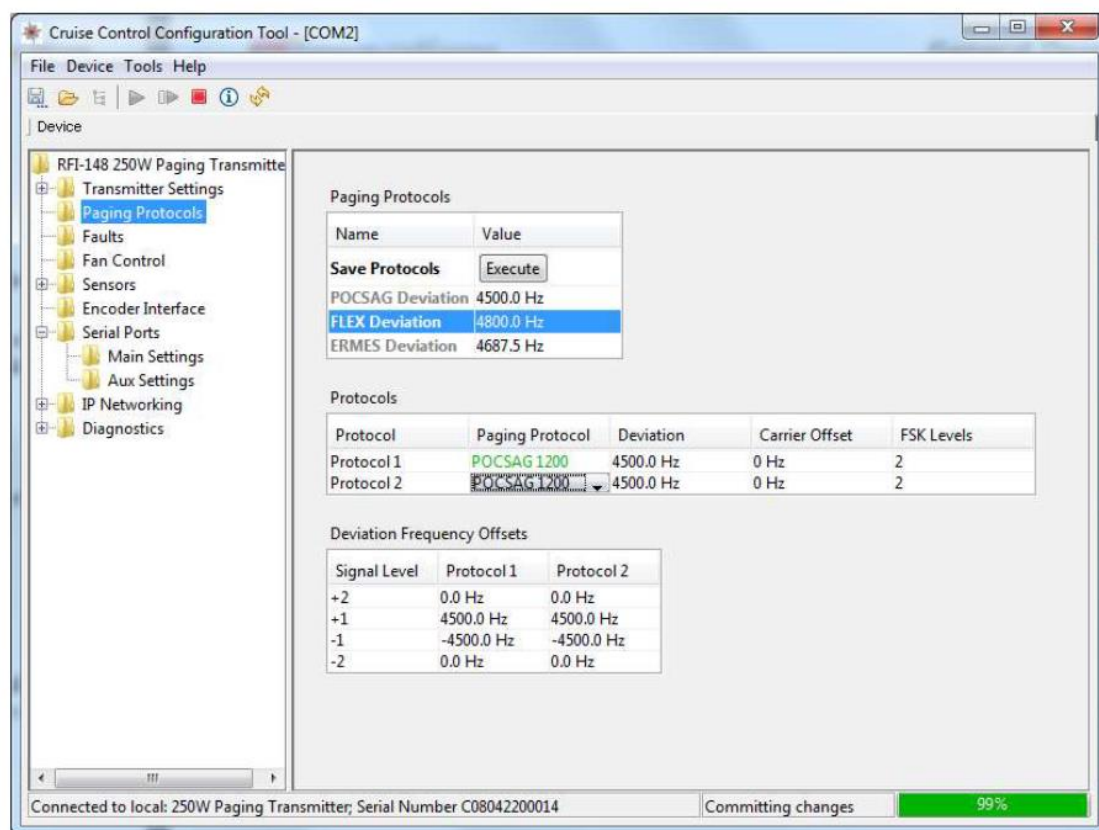 Cruise Control Configuration Tool - [COM2]
File Device Tools Help
Device
RFI-148 250W Paging Transmitte
Transmitter Settings
Paging Protocols
Faults
Fan Control
Sensors
Encoder Interface
Serial Ports
Main Settings
Aux Settings
IP Networking
Diagnostics
Paging Protocols
Name Value
Save Protocols Execute
POCSAG Deviation 4500.0 Hz
FLEX Deviation 4800.0 Hz
ERMES Deviation 4687.5 Hz
Protocols
Protocol Paging Protocol Deviation Carrier Offset FSK Levels
Protocol 1 POCSAG 1200 4500.0 Hz 0 Hz 2
Protocol 2 POCSAG 1200 4500.0 Hz 0 Hz 2
Deviation Frequency Offsets
Signal Level Protocol 1 Protocol 2
+2 0.0 Hz 0.0 Hz
+1 4500.0 Hz 4500.0 Hz
-1 -4500.0 Hz -4500.0 Hz
-2 0.0 Hz 0.0 Hz
Connected to local: 250W Paging Transmitter; Serial Number C08042200014 Committing changes 99%